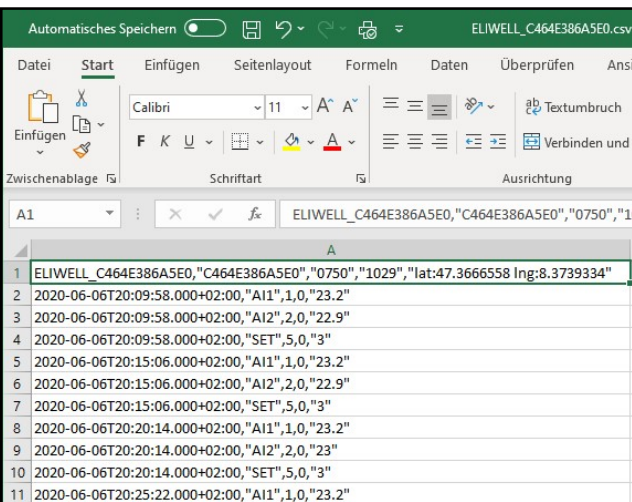 Automatisches Speichern ELIWELL_C464E386A5E0.csv
Datei Start Einfügen Seitenlayout Formeln Daten Überprüfen Ansi
Einfügen Calibri 11 A A Textumbruch
F K U A Verbinden und
Zwischenablage Schriftart Ausrichtung
A1 fx ELIWELL_C464E386A5E0,"C464E386A5E0","0750","1
A
1 ELIWELL_C464E386A5E0,"C464E386A5E0","0750","1029","lat:47.3666558 lng:8.3739334"
2 2020-06-06T20:09:58.000+02:00,"AI1",1,0,"23.2"
3 2020-06-06T20:09:58.000+02:00,"AI2",2,0,"22.9"
4 2020-06-06T20:09:58.000+02:00,"SET",5,0,"3"
5 2020-06-06T20:15:06.000+02:00,"AI1",1,0,"23.2"
6 2020-06-06T20:15:06.000+02:00,"AI2",2,0,"22.9"
7 2020-06-06T20:15:06.000+02:00,"SET",5,0,"3"
8 2020-06-06T20:20:14.000+02:00,"AI1",1,0,"23.2"
9 2020-06-06T20:20:14.000+02:00,"AI2",2,0,"23"
10 2020-06-06T20:20:14.000+02:00,"SET",5,0,"3"
11 2020-06-06T20:25:22.000+02:00,"AI1",1,0,"23.2"